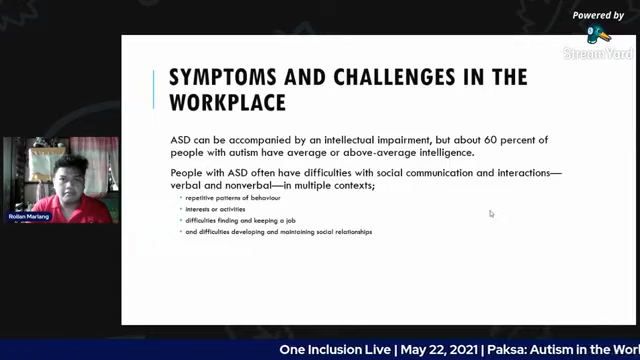 Powered by
StreamYard
SYMPTOMS AND CHALLENGES IN THE
WORKPLACE
ASD can be accompanied by an intellectual impairment, but about 60 percent of
people with autism have average or above-average intelligence.
People with ASD often have difficulties with social communication and interactions—
verbal and nonverbal—in multiple contexts;
• repetitive patterns of behaviour
• interests or activities
• difficulties finding and keeping a job
• and difficulties developing and maintaining social relationships
Rollan Marlang
One Inclusion Live | May 22, 2021 | Paksa: Autism in the Wor